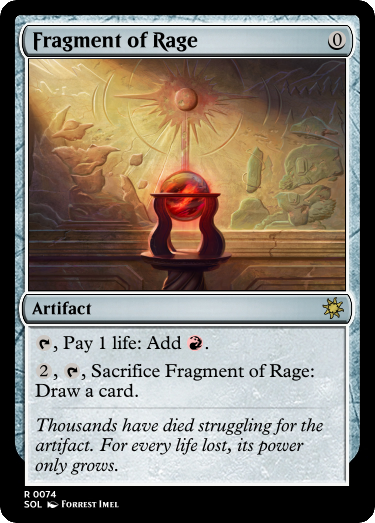 Fragment of Rage 0
Artifact
, Pay 1 life: Add .
2, , Sacrifice Fragment of Rage:
Draw a card.
Thousands have died struggling for the
artifact. For every life lost, its power
only grows.
R 0074
SOL Forrest Imel